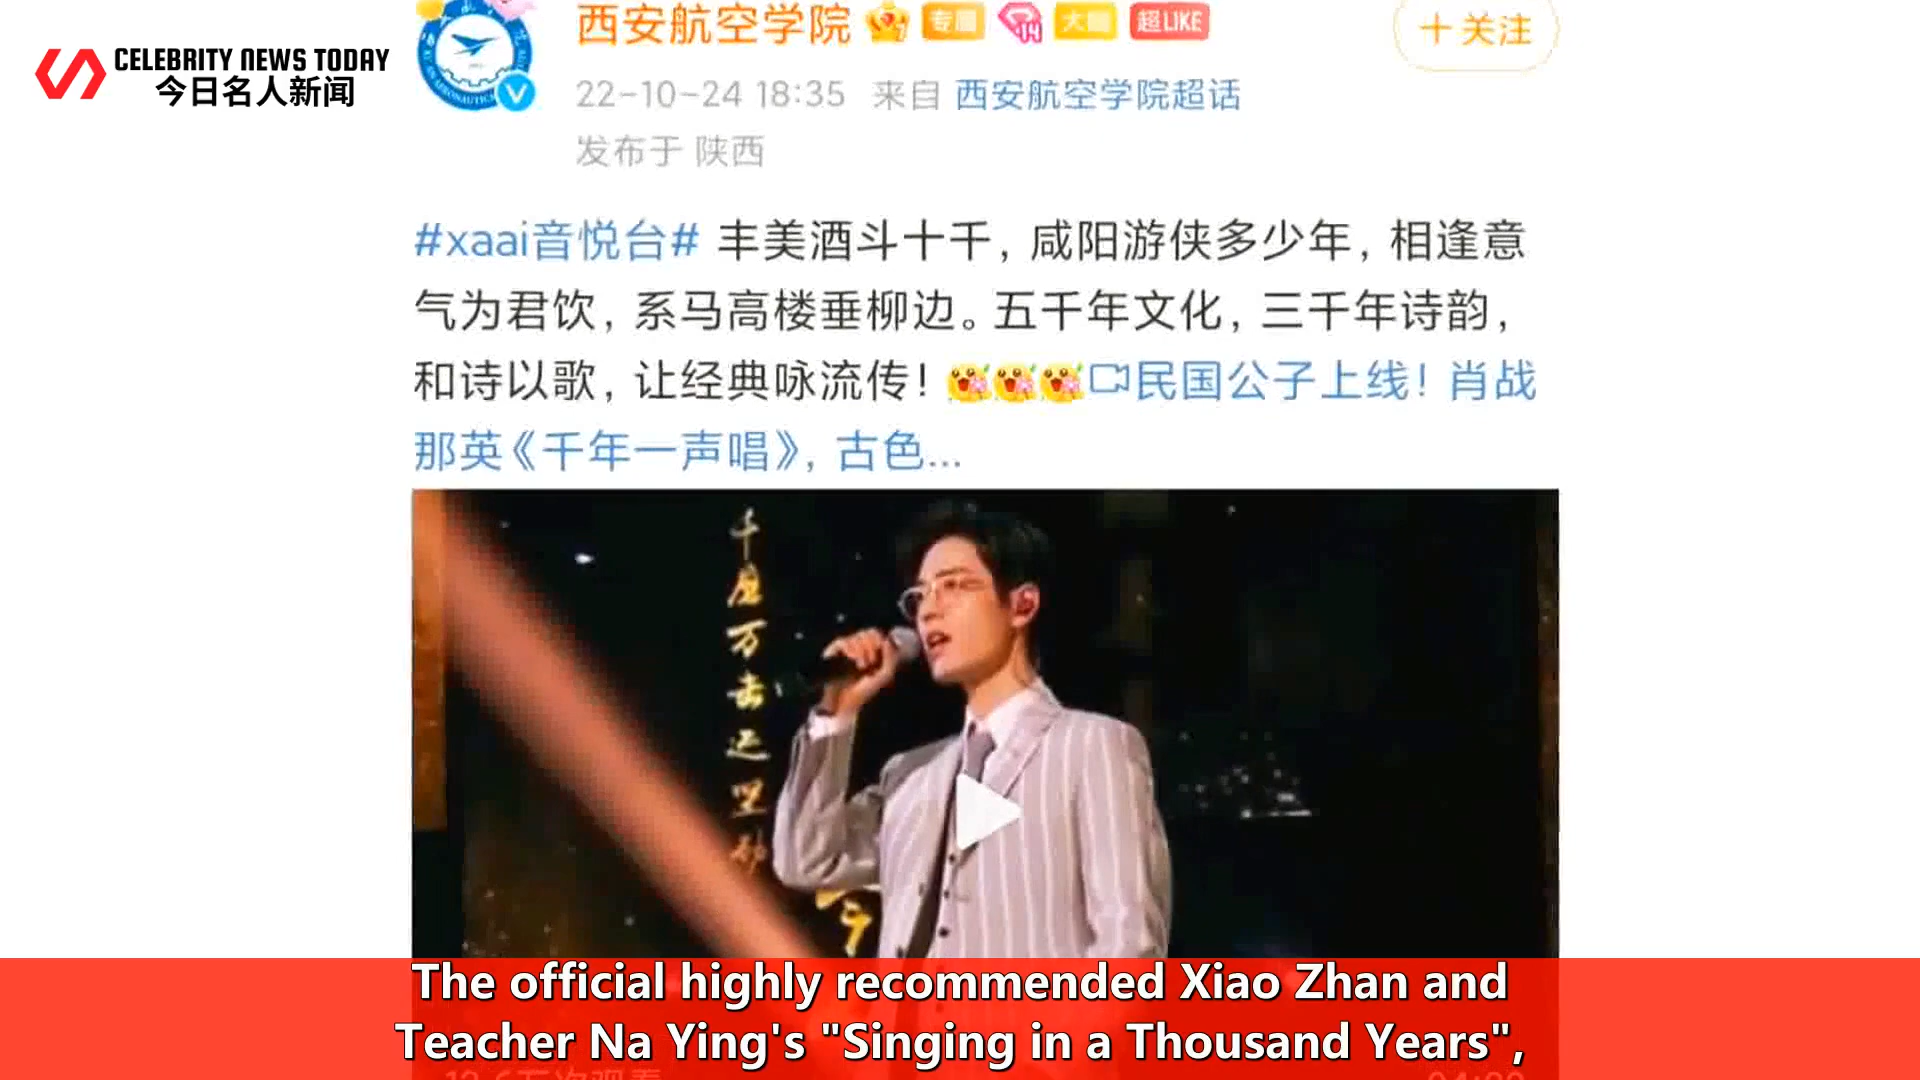 CELEBRITY NEWS TODAY
今日名人新闻
西安航空学院
超LIKE
十关注
22-10-24 18:35 来自 西安航空学院超话
发布于 陕西
#xaai音悦台# 丰美酒斗十千，咸阳游侠多少年，相逢意
气为君饮，系马高楼垂柳边。五千年文化，三千年诗韵，
和诗以歌，让经典咏流传！民国公子上线！肖战
那英《千年一声唱》，古色...
The official highly recommended Xiao Zhan and
Teacher Na Ying's "Singing in a Thousand Years",